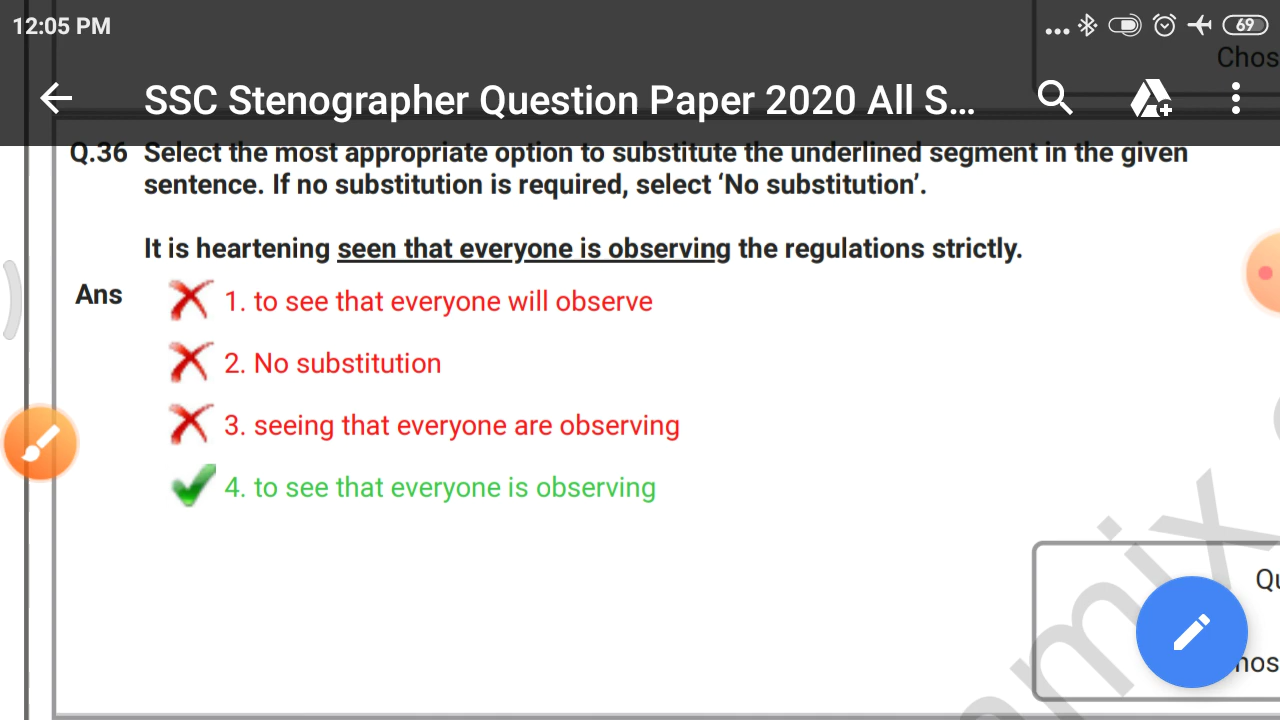 12:05 PM
69
Chos
SSC Stenographer Question Paper 2020 All S...
Q.36 Select the most appropriate option to substitute the underlined segment in the given
sentence. If no substitution is required, select ‘No substitution’.
It is heartening seen that everyone is observing the regulations strictly.
Ans
1. to see that everyone will observe
2. No substitution
3. seeing that everyone are observing
4. to see that everyone is observing
mix
Qu
hos